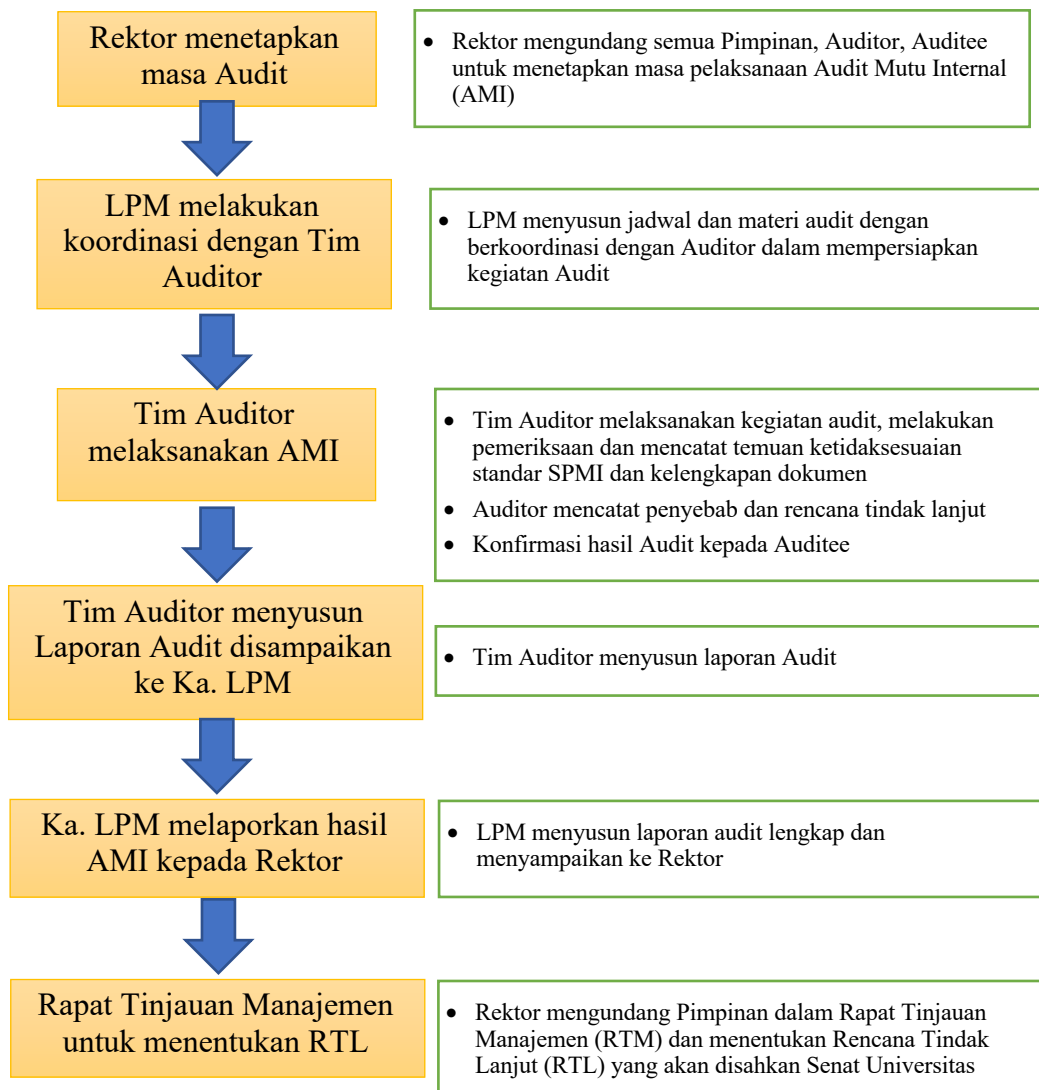 Rektor menetapkan
masa Audit
• Rektor mengundang semua Pimpinan, Auditor, Auditee
untuk menetapkan masa pelaksanaan Audit Mutu Internal
(AMI)
LPM melakukan
koordinasi dengan Tim
Auditor
• LPM menyusun jadwal dan materi audit dengan
berkoordinasi dengan Auditor dalam mempersiapkan
kegiatan Audit
Tim Auditor
melaksanakan AMI
• Tim Auditor melaksanakan kegiatan audit, melakukan
pemeriksaan dan mencatat temuan ketidaksesuaian
standar SPMI dan kelengkapan dokumen
• Auditor mencatat penyebab dan rencana tindak lanjut
• Konfirmasi hasil Audit kepada Auditee
Tim Auditor menyusun
Laporan Audit disampaikan
ke Ka. LPM
• Tim Auditor menyusun laporan Audit
Ka. LPM melaporkan hasil
AMI kepada Rektor
• LPM menyusun laporan audit lengkap dan
menyampaikan ke Rektor
Rapat Tinjauan Manajemen
untuk menentukan RTL
• Rektor mengundang Pimpinan dalam Rapat Tinjauan
Manajemen (RTM) dan menentukan Rencana Tindak
Lanjut (RTL) yang akan disahkan Senat Universitas